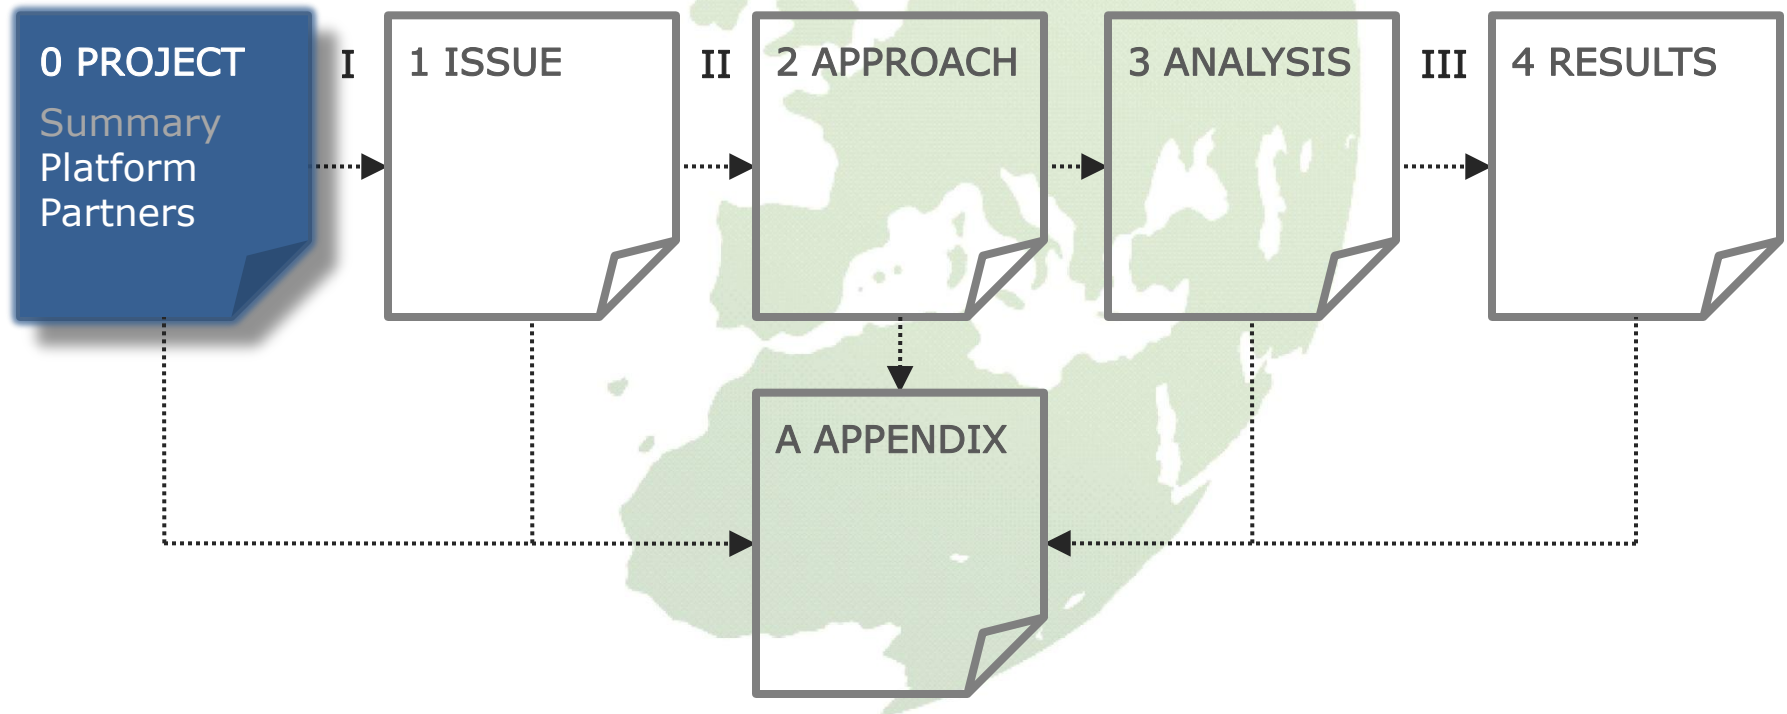 0 PROJECT
Summary
Platform
Partners
I
1 ISSUE
II
2 APPROACH
3 ANALYSIS
III
4 RESULTS
A APPENDIX